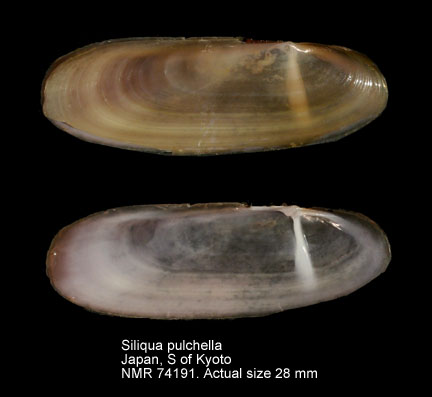 Siliqua pulchella
Japan, S of Kyoto
NMR 74191. Actual size 28 mm